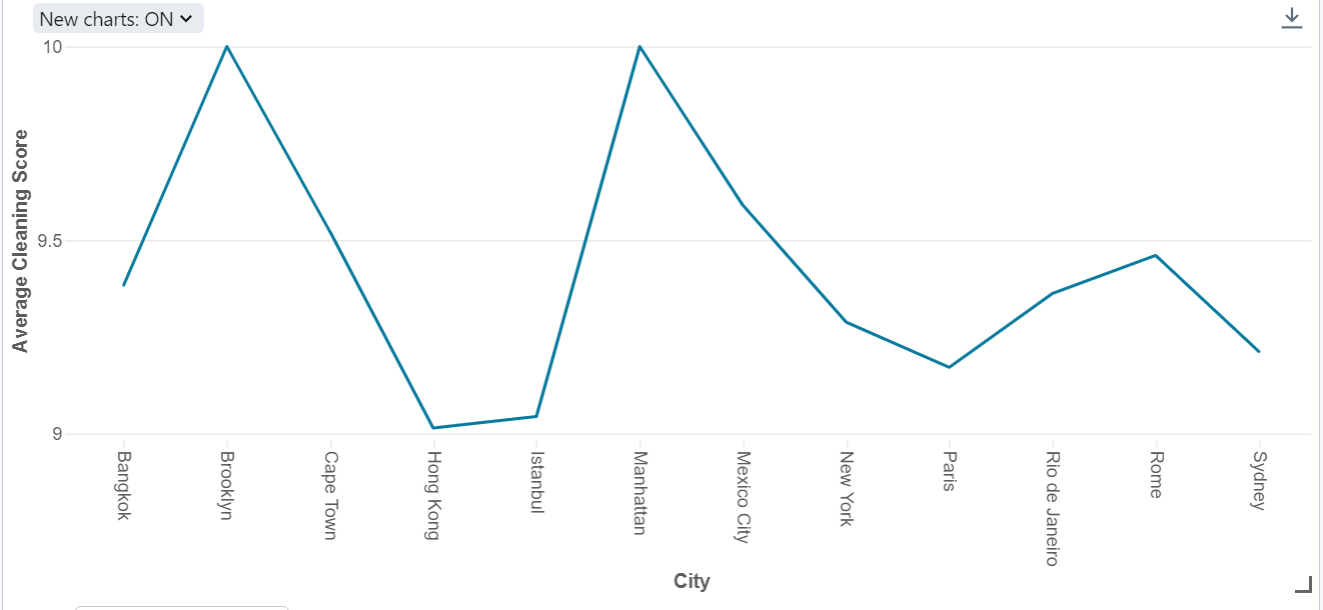 New charts: ON
10
9.5
9
Average Cleaning Score
Bangkok
Brooklyn
Cape Town
Hong Kong
Istanbul
Manhattan
Mexico City
New York
Paris
Rio de Janeiro
Rome
Sydney
City